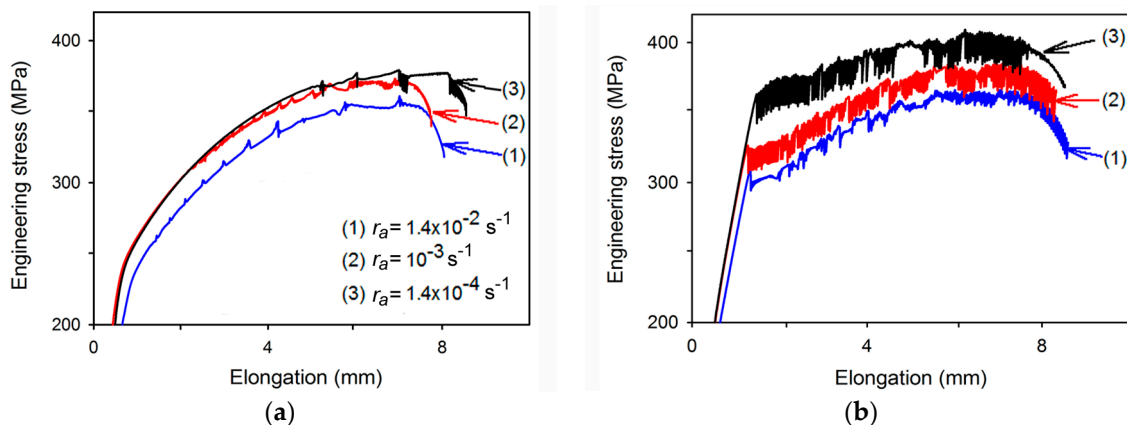 400
300
200
0
4
8
Engineering stress (MPa)
Elongation (mm)
(3)
(2)
(1)
(1) rₐ= 1.4x10⁻² s⁻¹
(2) rₐ= 10⁻³ s⁻¹
(3) rₐ= 1.4x10⁻⁴ s⁻¹
(a)
400
300
200
0
4
8
Engineering stress (MPa)
Elongation (mm)
(3)
(2)
(1)
(b)